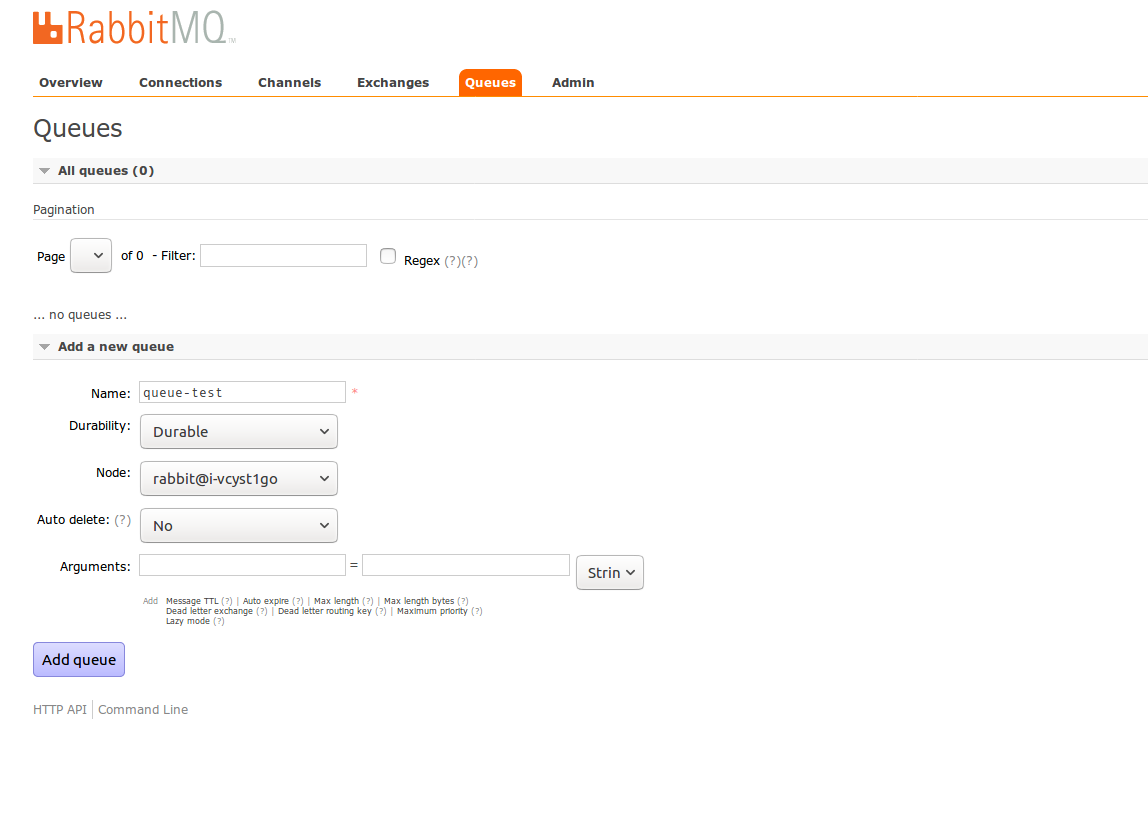 RabbitMQ™
Overview Connections Channels Exchanges Queues Admin
Queues
All queues (0)
Pagination
Page of 0 - Filter: Regex (?)(?)
... no queues ...
Add a new queue
Name: queue-test *
Durability: Durable
Node: rabbit@i-vcyst1go
Auto delete: (?) No
Arguments: = Strin
Add Message TTL (?) | Auto expire (?) | Max length (?) | Max length bytes (?)
Dead letter exchange (?) | Dead letter routing key (?) | Maximum priority (?)
Lazy mode (?)
Add queue
HTTP API Command Line